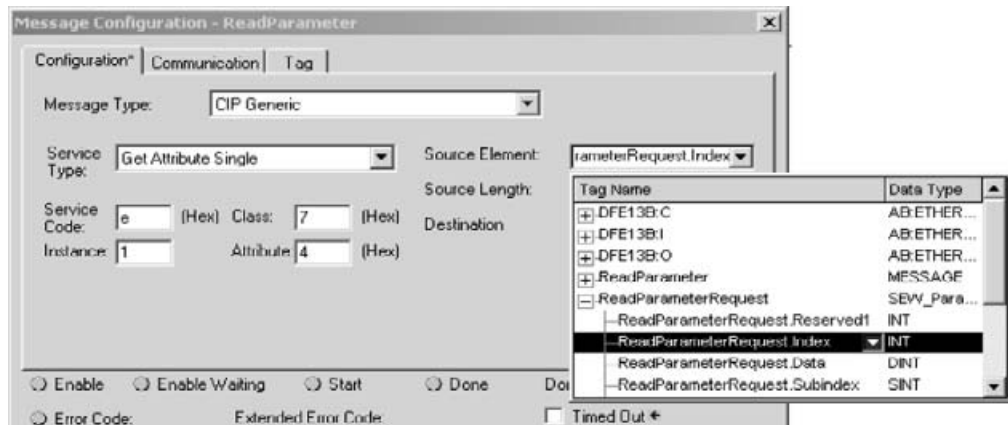 Message Configuration - ReadParameter
Configuration* Communication Tag
Message Type: CIP Generic
Service Type: Get Attribute Single
Source Element: rameterRequest.Index
Source Length:
Service Code: e (Hex) Class: 7 (Hex)
Destination
Instance: 1 Attribute: 4 (Hex)
Tag Name Data Type
DFE13B:C AB:ETHER...
DFE13B:I AB:ETHER...
DFE13B:O AB:ETHER...
ReadParameter MESSAGE
ReadParameterRequest SEW_Para...
ReadParameterRequest.Reserved1 INT
ReadParameterRequest.Index INT
ReadParameterRequest.Data DINT
ReadParameterRequest.Subindex SINT
Enable Enable Waiting Start Done
Error Code: Extended Error Code: Timed Out